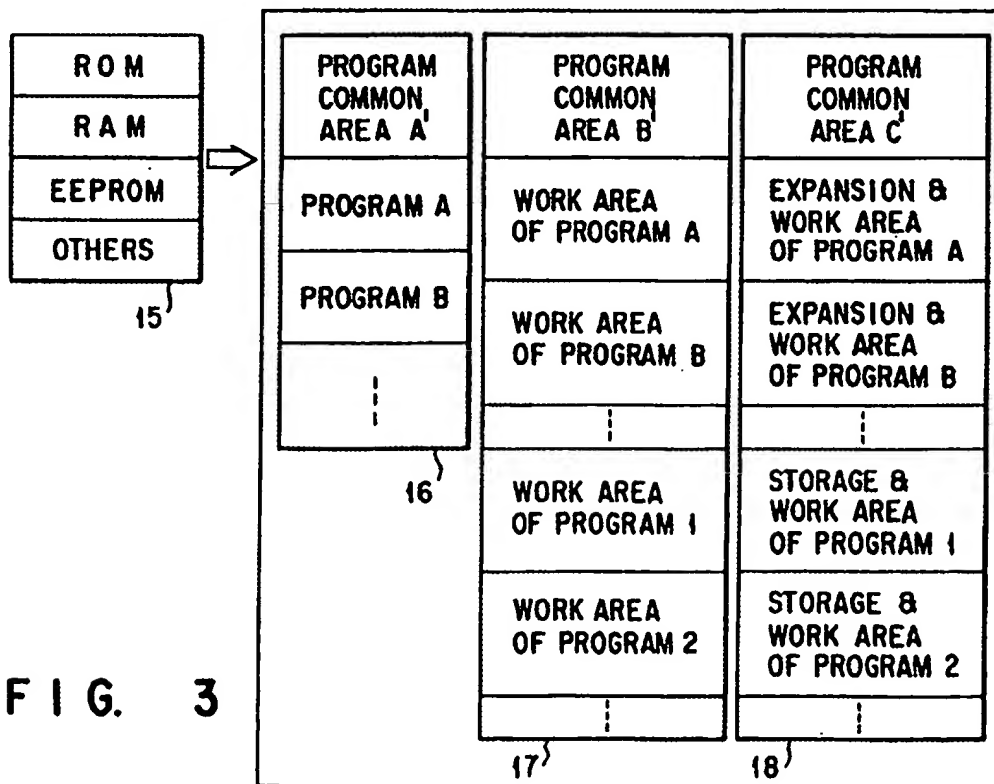 ROM
RAM
EEPROM
OTHERS
15
PROGRAM
COMMON
AREA A'
PROGRAM A
PROGRAM B
16
PROGRAM
COMMON
AREA B'
WORK AREA
OF PROGRAM A
WORK AREA
OF PROGRAM B
WORK AREA
OF PROGRAM 1
WORK AREA
OF PROGRAM 2
17
PROGRAM
COMMON
AREA C'
EXPANSION &
WORK AREA
OF PROGRAM A
EXPANSION &
WORK AREA
OF PROGRAM B
STORAGE &
WORK AREA
OF PROGRAM 1
STORAGE &
WORK AREA
OF PROGRAM 2
18
FIG. 3